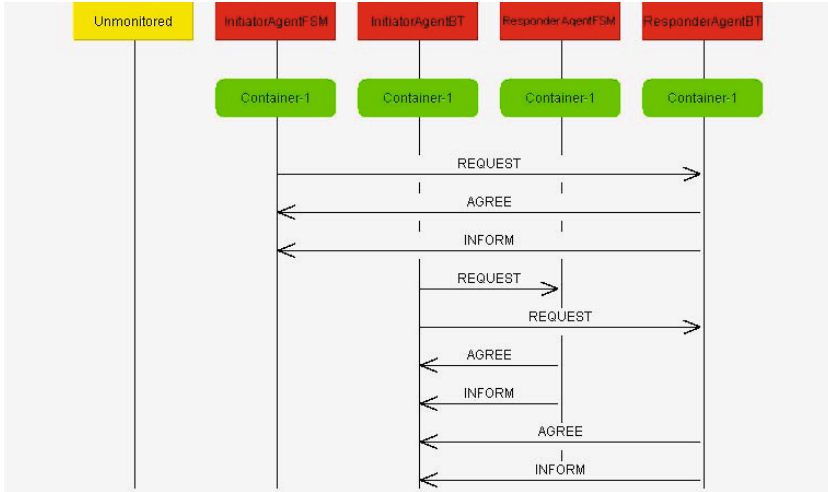 Unmonitored InitiatorAgentFSM InitiatorAgentBT ResponderAgentFSM ResponderAgentBT
Container-1 Container-1 Container-1 Container-1
REQUEST
AGREE
INFORM
REQUEST
REQUEST
AGREE
INFORM
AGREE
INFORM